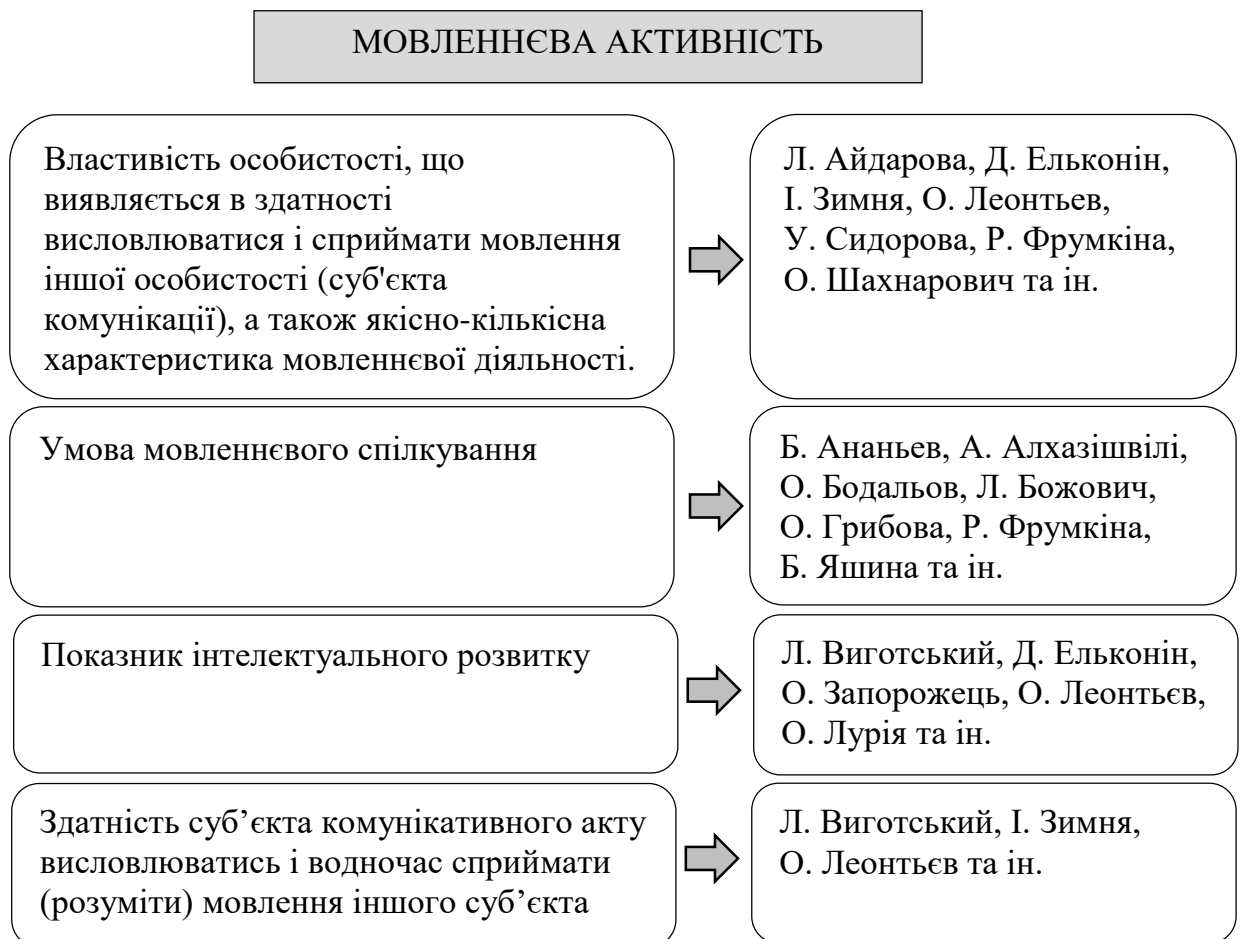 МОВЛЕННЄВА АКТИВНІСТЬ
Властивість особистості, що
виявляється в здатності
висловлюватися і сприймати мовлення
іншої особистості (суб'єкта
комунікації), а також якісно-кількісна
характеристика мовленнєвої діяльності.
Л. Айдарова, Д. Ельконін,
І. Зимня, О. Леонтьев,
У. Сидорова, Р. Фрумкіна,
О. Шахнарович та ін.
Умова мовленнєвого спілкування
Б. Ананьев, А. Алхазішвілі,
О. Бодальов, Л. Божович,
О. Грибова, Р. Фрумкіна,
Б. Яшина та ін.
Показник інтелектуального розвитку
Л. Виготський, Д. Ельконін,
О. Запорожець, О. Леонтьєв,
О. Лурія та ін.
Здатність суб’єкта комунікативного акту
висловлюватись і водночас сприймати
(розуміти) мовлення іншого суб’єкта
Л. Виготський, І. Зимня,
О. Леонтьєв та ін.